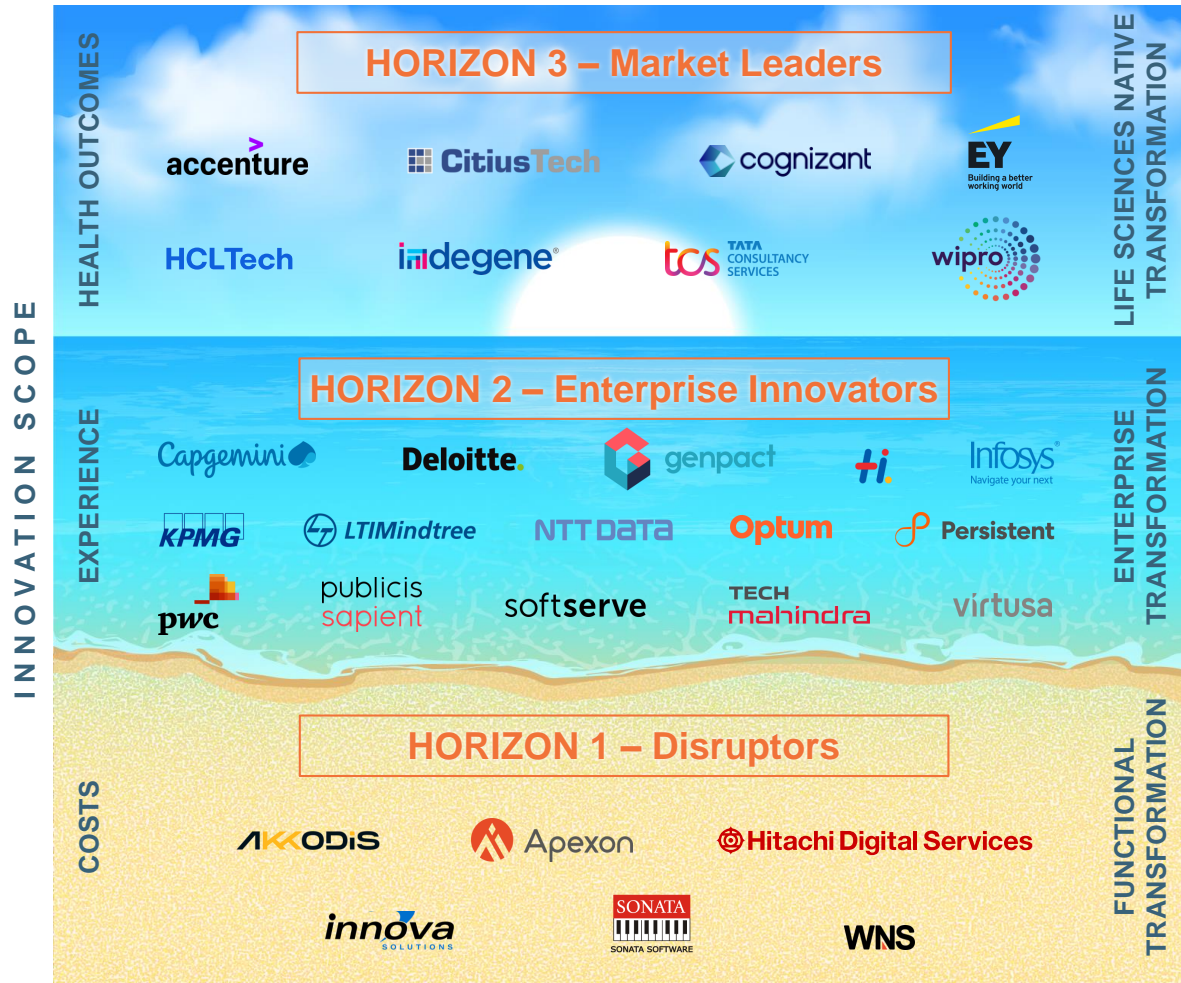 INNOVATION SCOPE
HEALTH OUTCOMES
HORIZON 3 – Market Leaders
LIFE SCIENCES NATIVE
TRANSFORMATION
accenture
CitiusTech
cognizant
EY
Building a better
working world
HCLTech
indegene®
tcs TATA
CONSULTANCY
SERVICES
wipro
EXPERIENCE
HORIZON 2 – Enterprise Innovators
ENTERPRISE
TRANSFORMATION
Capgemini
Deloitte.
genpact
Hi.
Infosys®
Navigate your next
KPMG
LTIMindtree
NTT DATA
Optum
Persistent
pwc
publicis
sapient
softserve
TECH
mahindra
virtusa
COSTS
HORIZON 1 – Disruptors
FUNCTIONAL
TRANSFORMATION
AKKODiS
Apexon
Hitachi Digital Services
innova
SOLUTIONS
SONATA
SONATA SOFTWARE
WNS